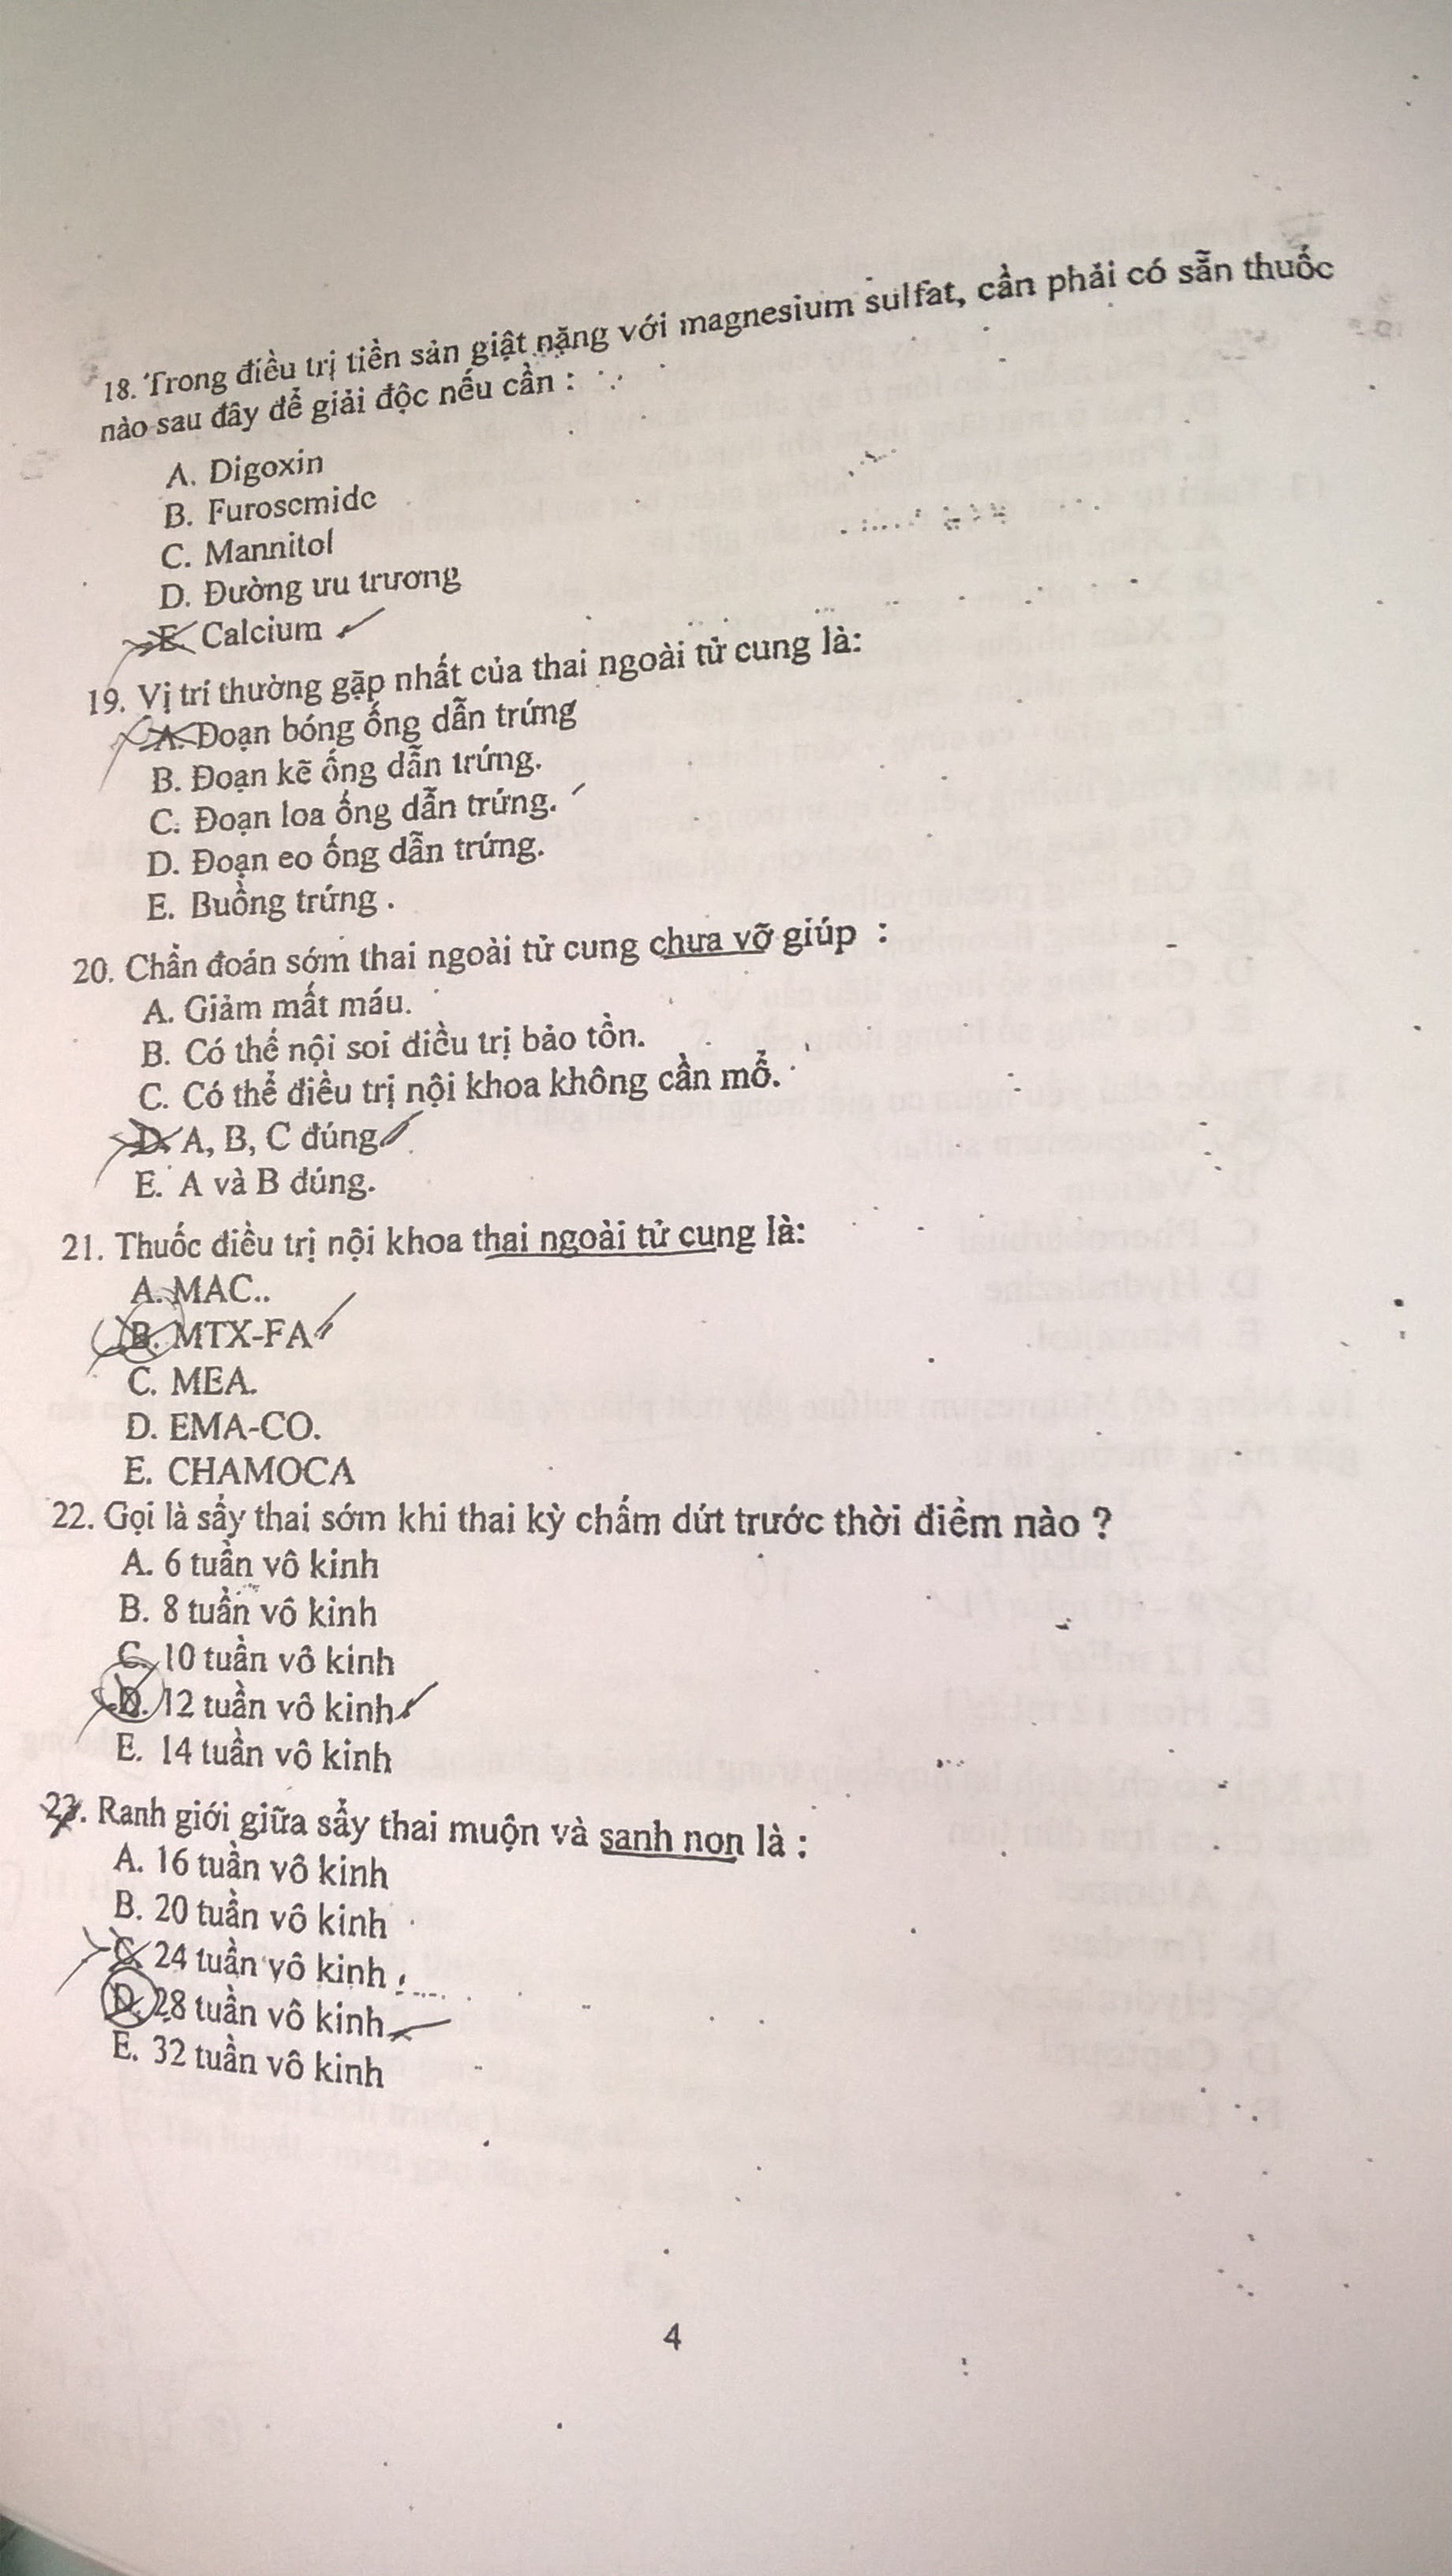 18. Trong điều trị tiền sản giật nặng với magnesium sulfat, cần phải có sẵn thuốc
nào sau đây để giải độc nếu cần :
A. Digoxin
B. Furosemide
C. Mannitol
D. Đường ưu trương
E. Calcium
19. Vị trí thường gặp nhất của thai ngoài tử cung là:
A. Đoạn bóng ống dẫn trứng
B. Đoạn kẽ ống dẫn trứng.
C. Đoạn loa ống dẫn trứng.
D. Đoạn eo ống dẫn trứng.
E. Buồng trứng .
20. Chẩn đoán sớm thai ngoài tử cung chưa vỡ giúp :
A. Giảm mất máu.
B. Có thể nội soi điều trị bảo tồn.
C. Có thể điều trị nội khoa không cần mổ.
D. A, B, C đúng
E. A và B đúng.
21. Thuốc điều trị nội khoa thai ngoài tử cung là:
A. MAC..
B. MTX-FA
C. MEA.
D. EMA-CO.
E. CHAMOCA
22. Gọi là sẩy thai sớm khi thai kỳ chấm dứt trước thời điểm nào ?
A. 6 tuần vô kinh
B. 8 tuần vô kinh
C. 10 tuần vô kinh
D. 12 tuần vô kinh
E. 14 tuần vô kinh
23. Ranh giới giữa sẩy thai muộn và sanh non là :
A. 16 tuần vô kinh
B. 20 tuần vô kinh
C. 24 tuần vô kinh
D. 28 tuần vô kinh
E. 32 tuần vô kinh
4